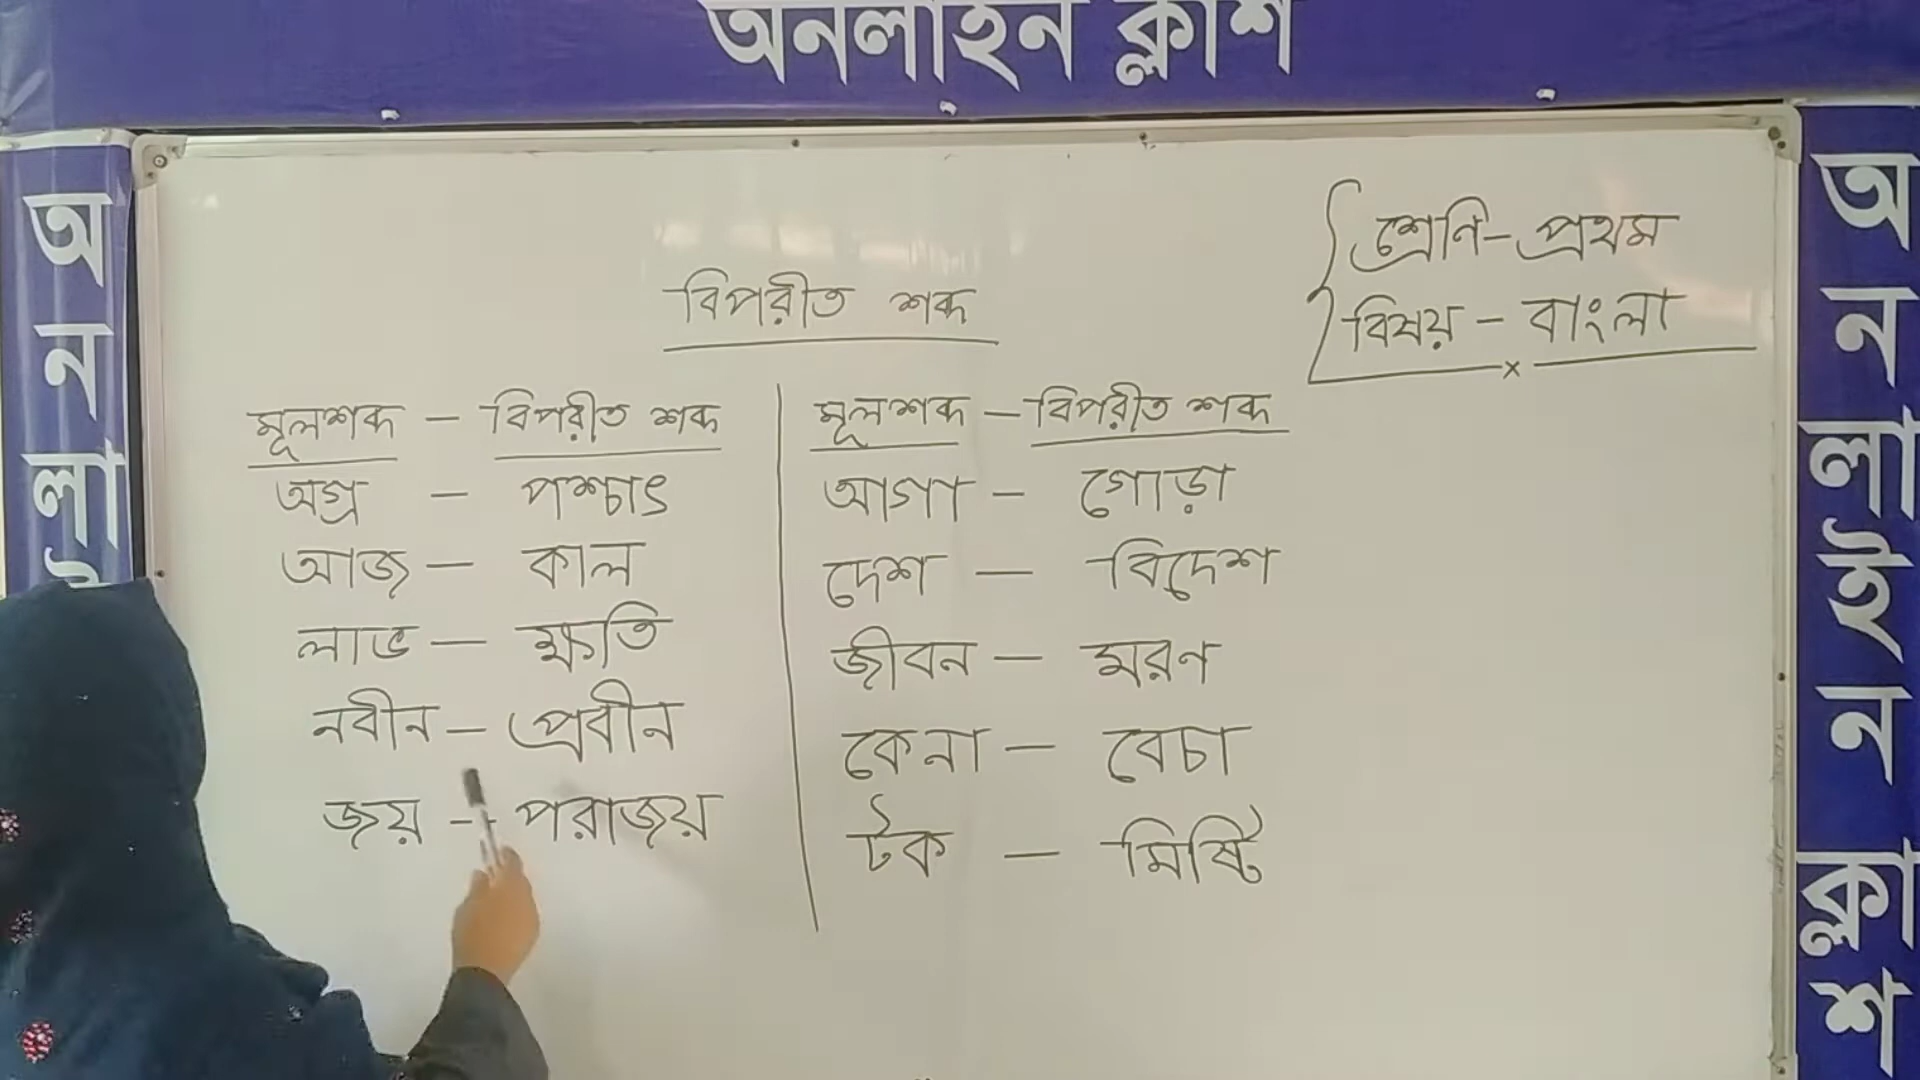 অনলাইন ক্লাশ
শ্রেণি - প্রথম
বিষয় - বাংলা
বিপরীত শব্দ
মূলশব্দ - বিপরীত শব্দ
অগ্র - পশ্চাৎ
আজ - কাল
লাভ - ক্ষতি
নবীন - প্রবীন
জয় - পরাজয়
মূলশব্দ - বিপরীত শব্দ
আগা - গোড়া
দেশ - বিদেশ
জীবন - মরণ
কেনা - বেচা
টক - মিষ্টি
অ
ন
লা
ই
অ
ন
লা
ই
ন
ক্লা
শ